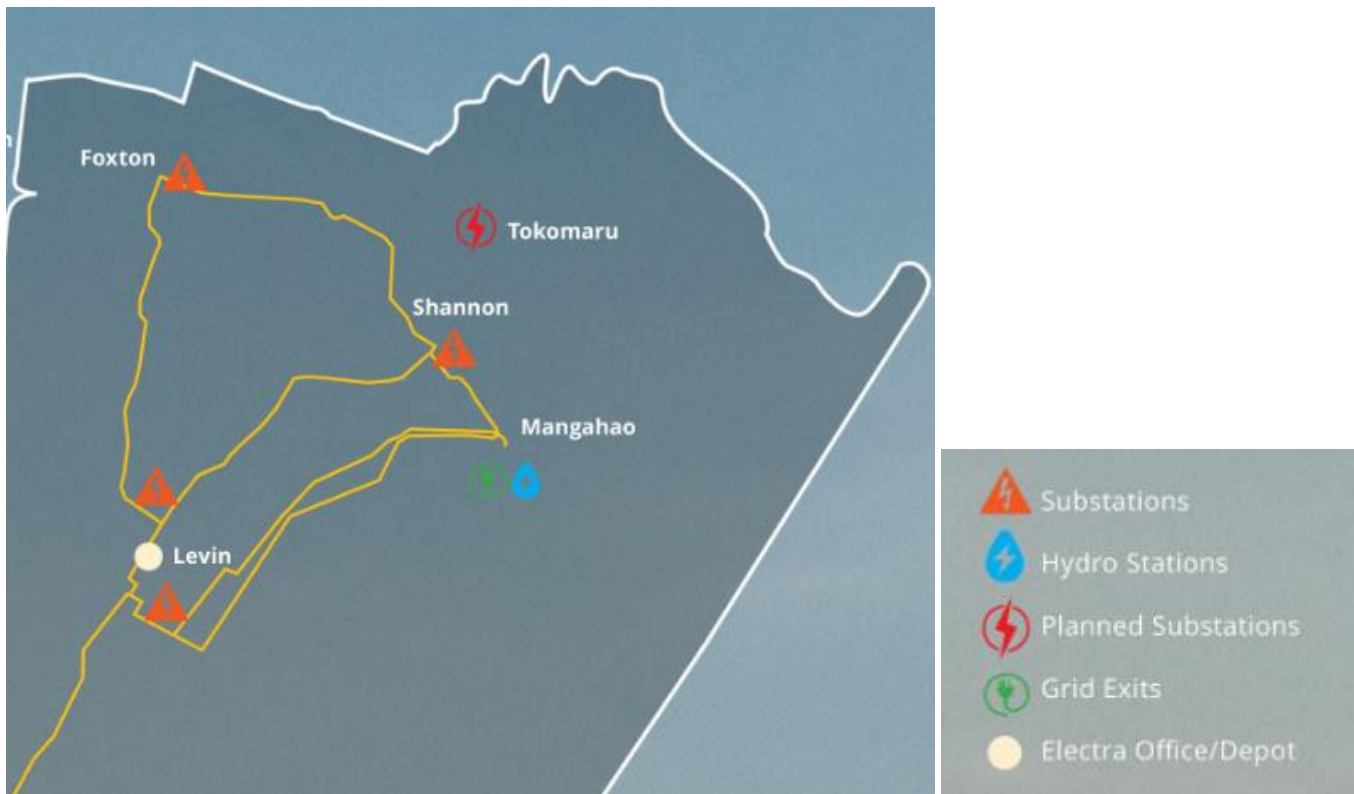 Foxton
Tokomaru
Shannon
Mangahao
Levin
Substations
Hydro Stations
Planned Substations
Grid Exits
Electra Office/Depot